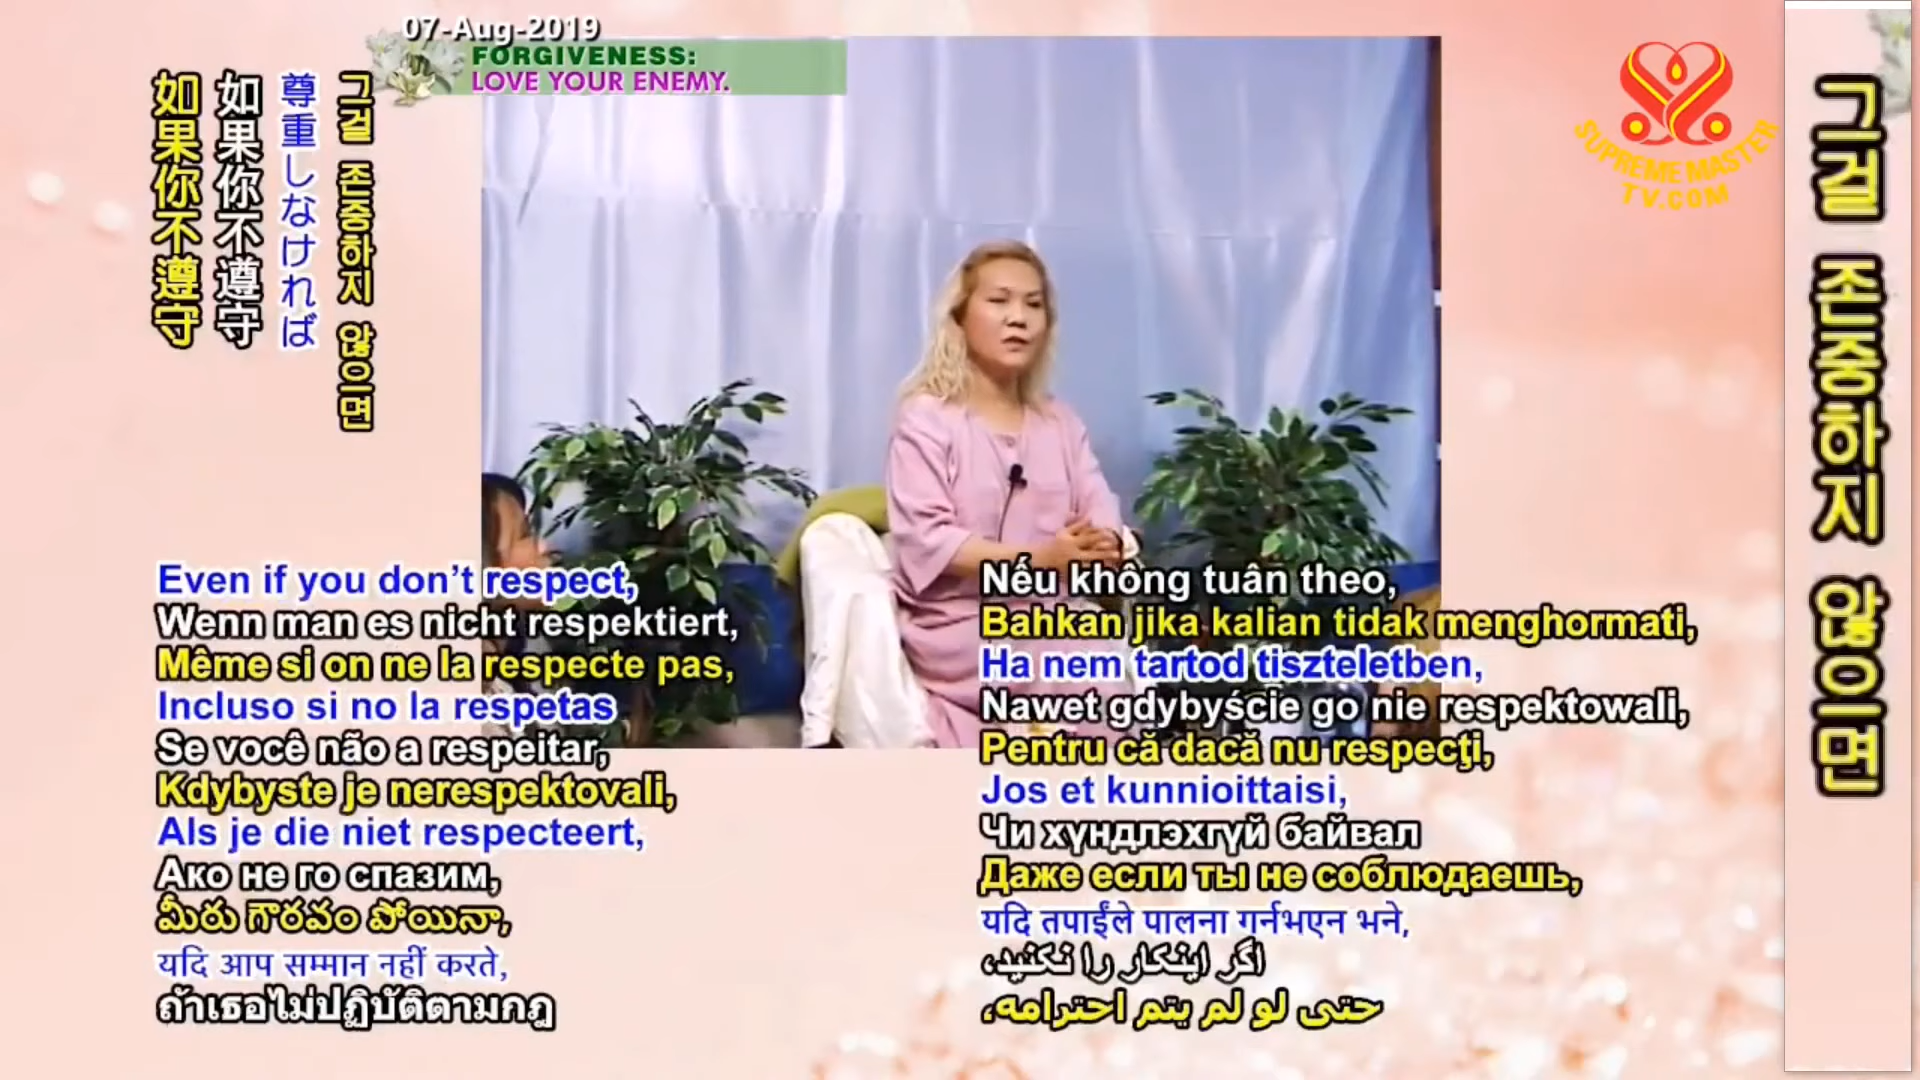 07-Aug-2019
FORGIVENESS:
LOVE YOUR ENEMY.
SUPREME MASTER
TV.COM
如果你不遵守
如果你不遵守
尊重しなければ
그걸 존중하지 않으면
그걸 존중하지 않으면
Even if you don’t respect,
Wenn man es nicht respektiert,
Même si on ne la respecte pas,
Incluso si no la respetas
Se você não a respeitar,
Kdybyste je nerespektovali,
Als je die niet respecteert,
Ако не го спазим,
మీరు గౌరవం పోయినా,
यदि आप सम्मान नहीं करते,
ถ้าเธอไม่ปฏิบัติตามกฎ
Nếu không tuân theo,
Bahkan jika kalian tidak menghormati,
Ha nem tartod tiszteletben,
Nawet gdybyście go nie respektowali,
Pentru că dacă nu respecţi,
Jos et kunnioittaisi,
Чи хүндлэхгүй байвал
Даже если ты не соблюдаешь,
यदि तपाईंले पालना गर्नभएन भने,
اگر اینکار را نکنید،
حتى لو لم يتم احترامه،